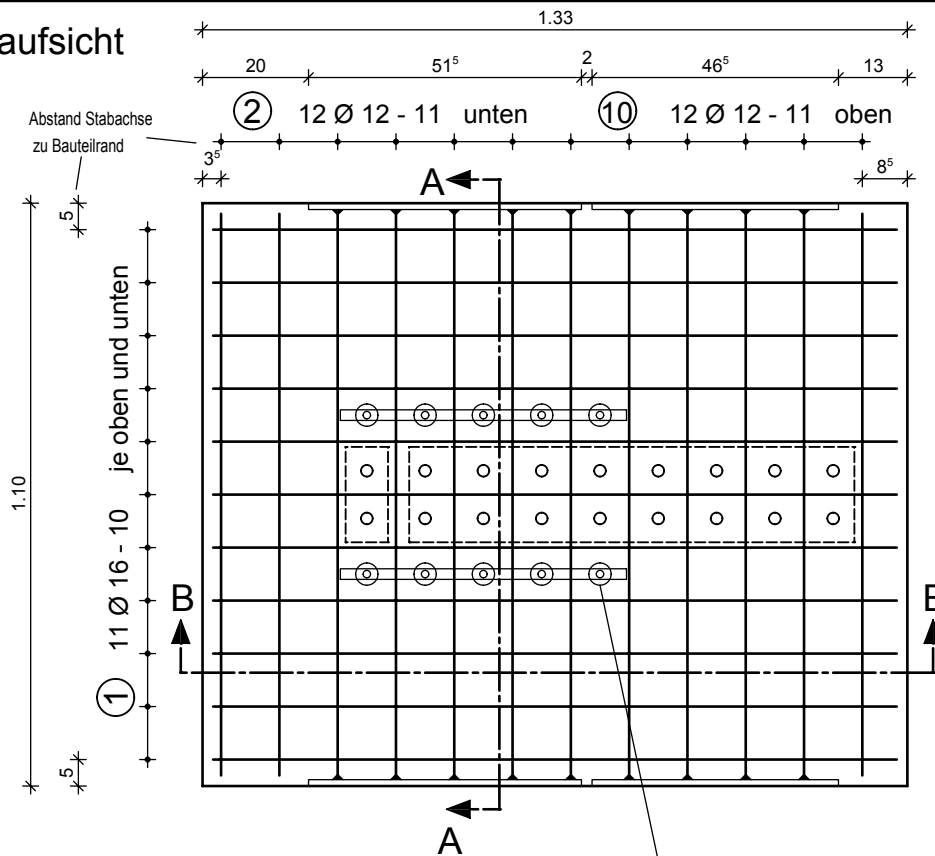 aufsicht
1.33
20
51⁵
2
46⁵
13
② 12 Ø 12 - 11 unten
⑩ 12 Ø 12 - 11 oben
Abstand Stabachse
zu Bauteilrand
3⁵
8⁵
A
5
1.10
① 11 Ø 16 - 10 je oben und unten
B
B
5
A